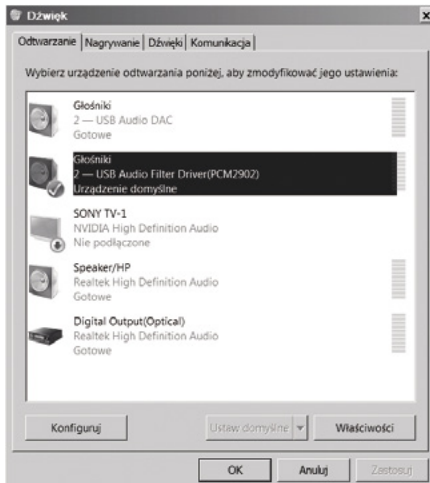 Dźwięk
Odtwarzanie Nagrywanie Dźwięki Komunikacja
Wybierz urządzenie odtwarzania poniżej, aby zmodyfikować jego ustawienia:
Głośniki
2 — USB Audio DAC
Gotowe
Głośniki
2 — USB Audio Filter Driver(PCM2902)
Urządzenie domyślne
SONY TV-1
NVIDIA High Definition Audio
Nie podłączone
Speaker/HP
Realtek High Definition Audio
Gotowe
Digital Output(Optical)
Realtek High Definition Audio
Gotowe
Konfiguruj Ustaw domyślne Właściwości
OK Anuluj Zastosuj